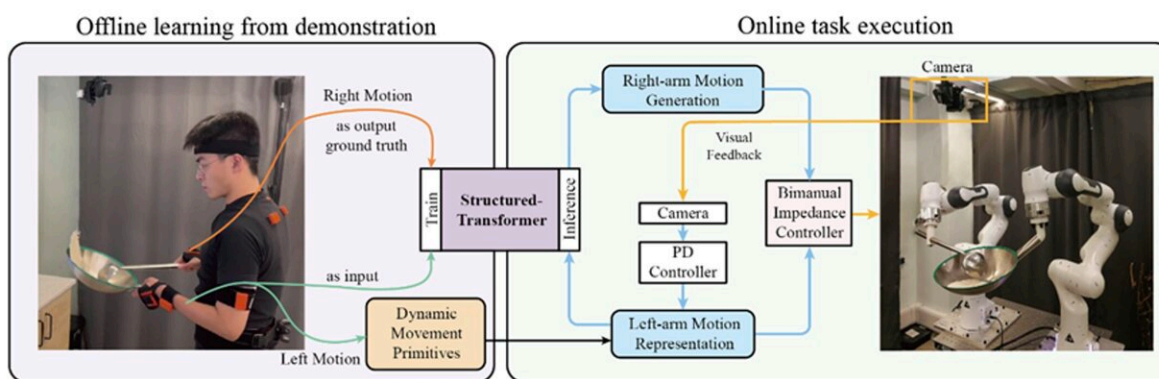 Offline learning from demonstration
Online task execution
Right Motion
as output
ground truth
Train
Structured-
Transformer
Inference
as input
Left Motion
Dynamic
Movement
Primitives
Right-arm Motion
Generation
Camera
Visual
Feedback
Camera
PD
Controller
Left-arm Motion
Representation
Bimanual
Impedance
Controller